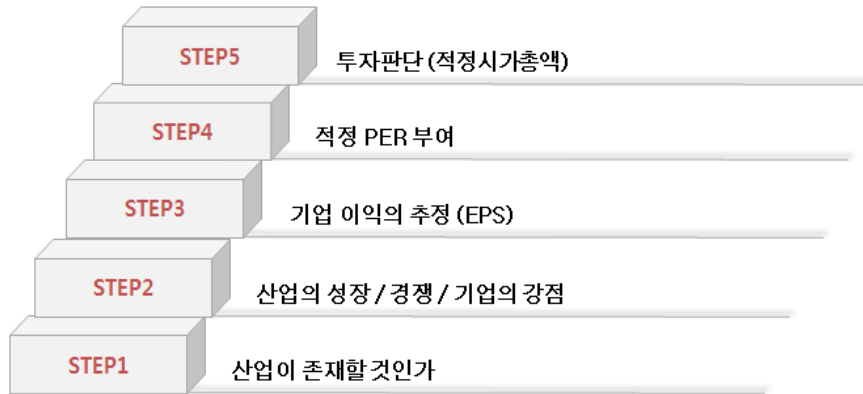 STEP5 투자판단 (적정시가총액)
STEP4 적정 PER 부여
STEP3 기업 이익의 추정 (EPS)
STEP2 산업의 성장 / 경쟁 / 기업의 강점
STEP1 산업이 존재할것인가